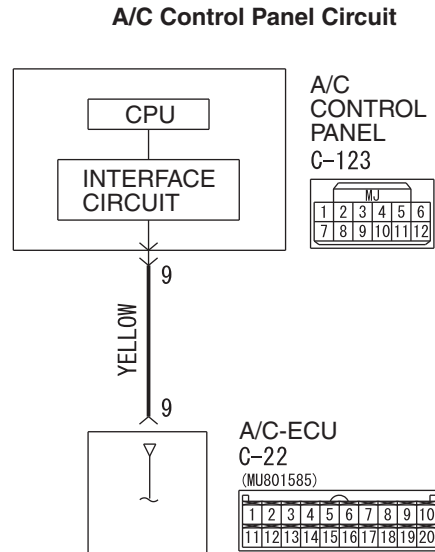 A/C Control Panel Circuit
CPU
INTERFACE
CIRCUIT
A/C
CONTROL
PANEL
C-123
MJ
1 2 3 4 5 6
7 8 9 10 11 12
9
YELLOW
9
A/C-ECU
C-22
(MU801585)
1 2 3 4 5 6 7 8 9 10
11 12 13 14 15 16 17 18 19 20